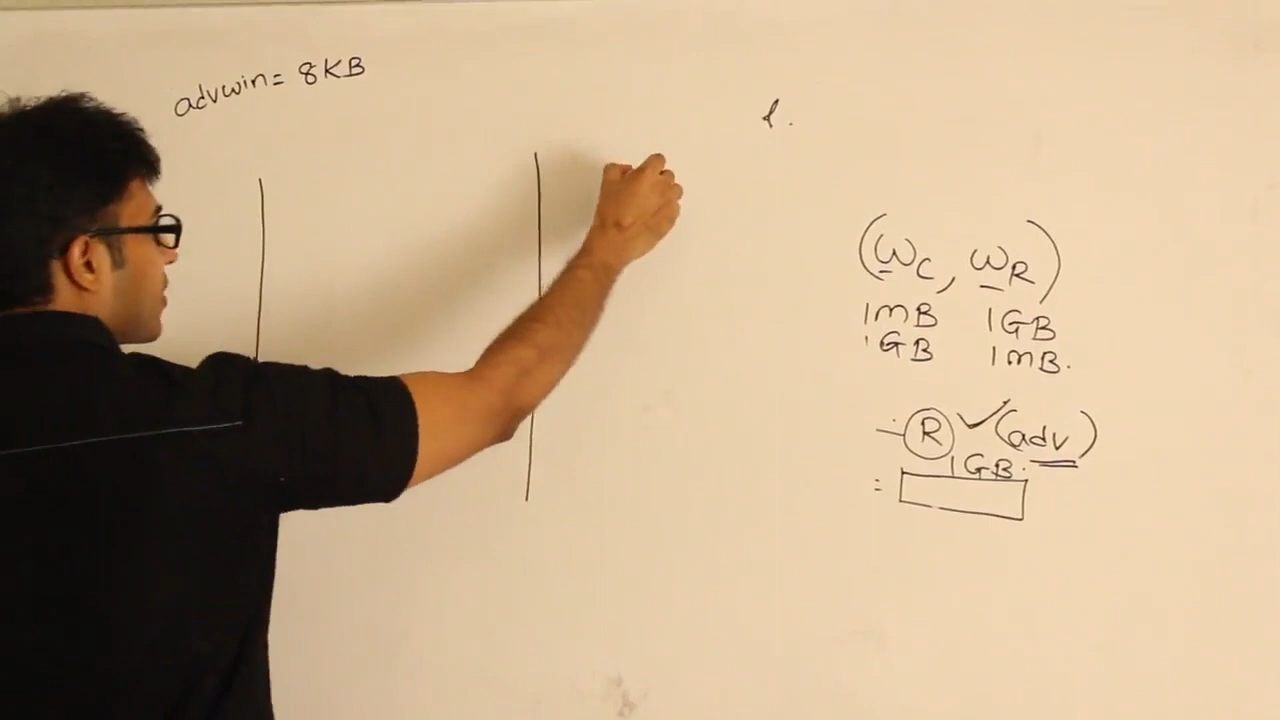 advwin = 8KB
(wc, wR)
1MB 1GB
1GB 1MB.
R ✓ (adv)
1GB.
=